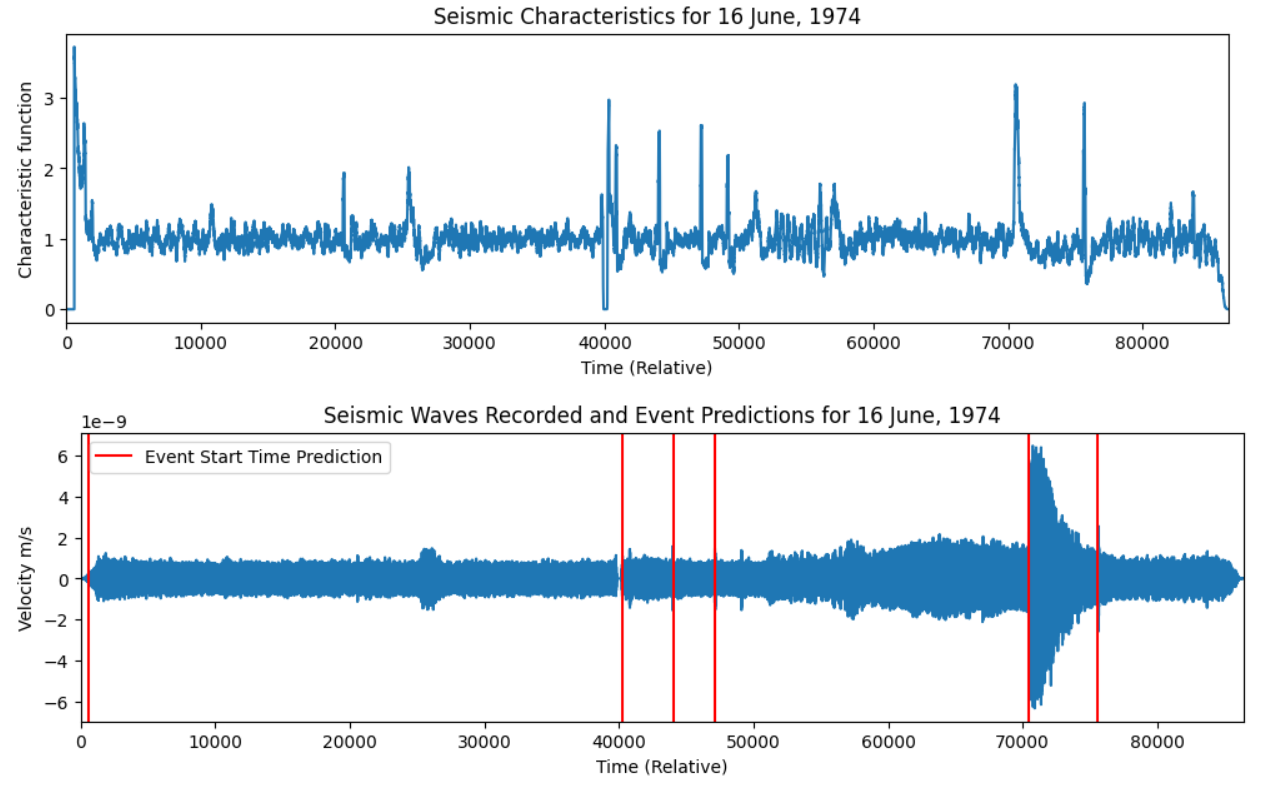 Seismic Characteristics for 16 June, 1974
Characteristic function
3
2
1
0
0 10000 20000 30000 40000 50000 60000 70000 80000
Time (Relative)
Seismic Waves Recorded and Event Predictions for 16 June, 1974
1e−9
Event Start Time Prediction
Velocity m/s
6
4
2
0
−2
−4
−6
0 10000 20000 30000 40000 50000 60000 70000 80000
Time (Relative)